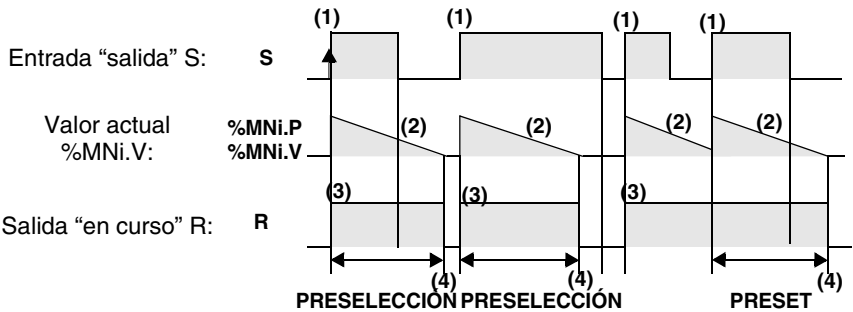 (1) (1) (1) (1)
Entrada “salida” S: S
Valor actual %MNi.P (2) (2) (2) (2)
%MNi.V: %MNi.V
(3) (3) (3)
Salida “en curso” R: R
(4) (4) (4)
PRESELECCIÓN PRESELECCIÓN PRESET